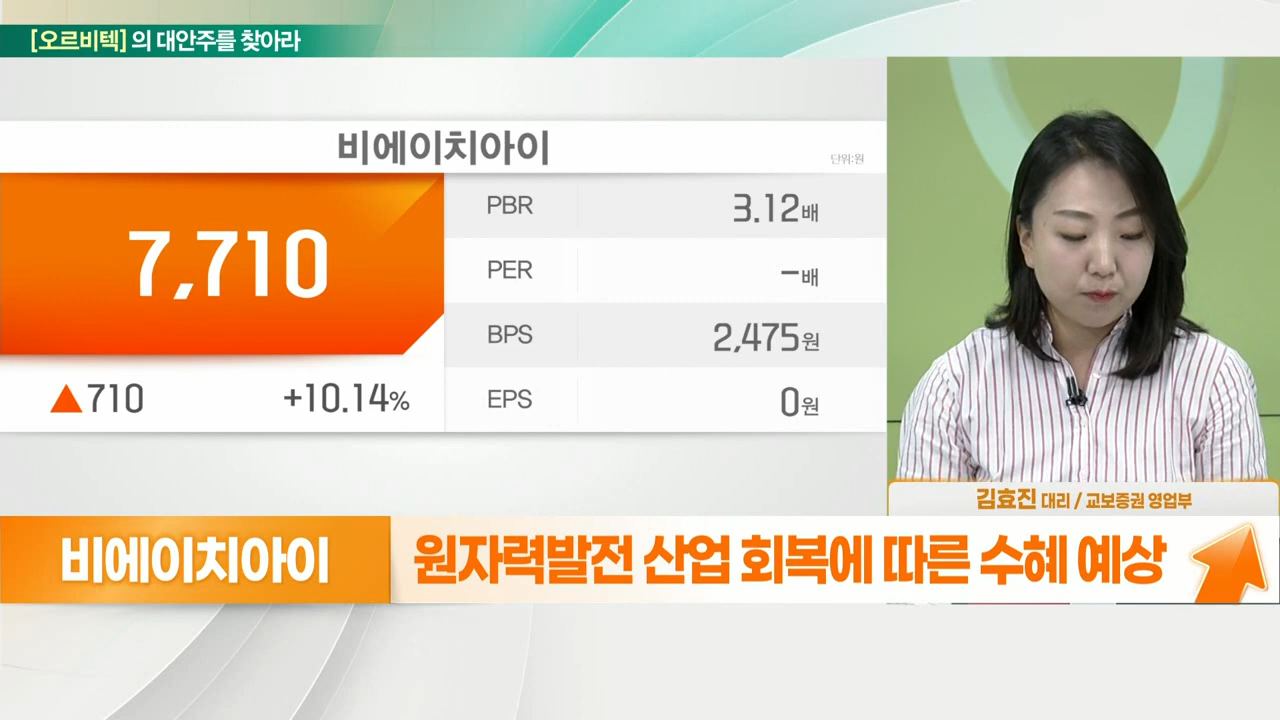 [오르비텍] 의 대안주를 찾아라
비에이치아이
단위:원
7,710
▲710 +10.14%
PBR 3.12배
PER -배
BPS 2,475원
EPS 0원
김효진 대리 / 교보증권 영업부
비에이치아이 원자력발전 산업 회복에 따른 수혜 예상